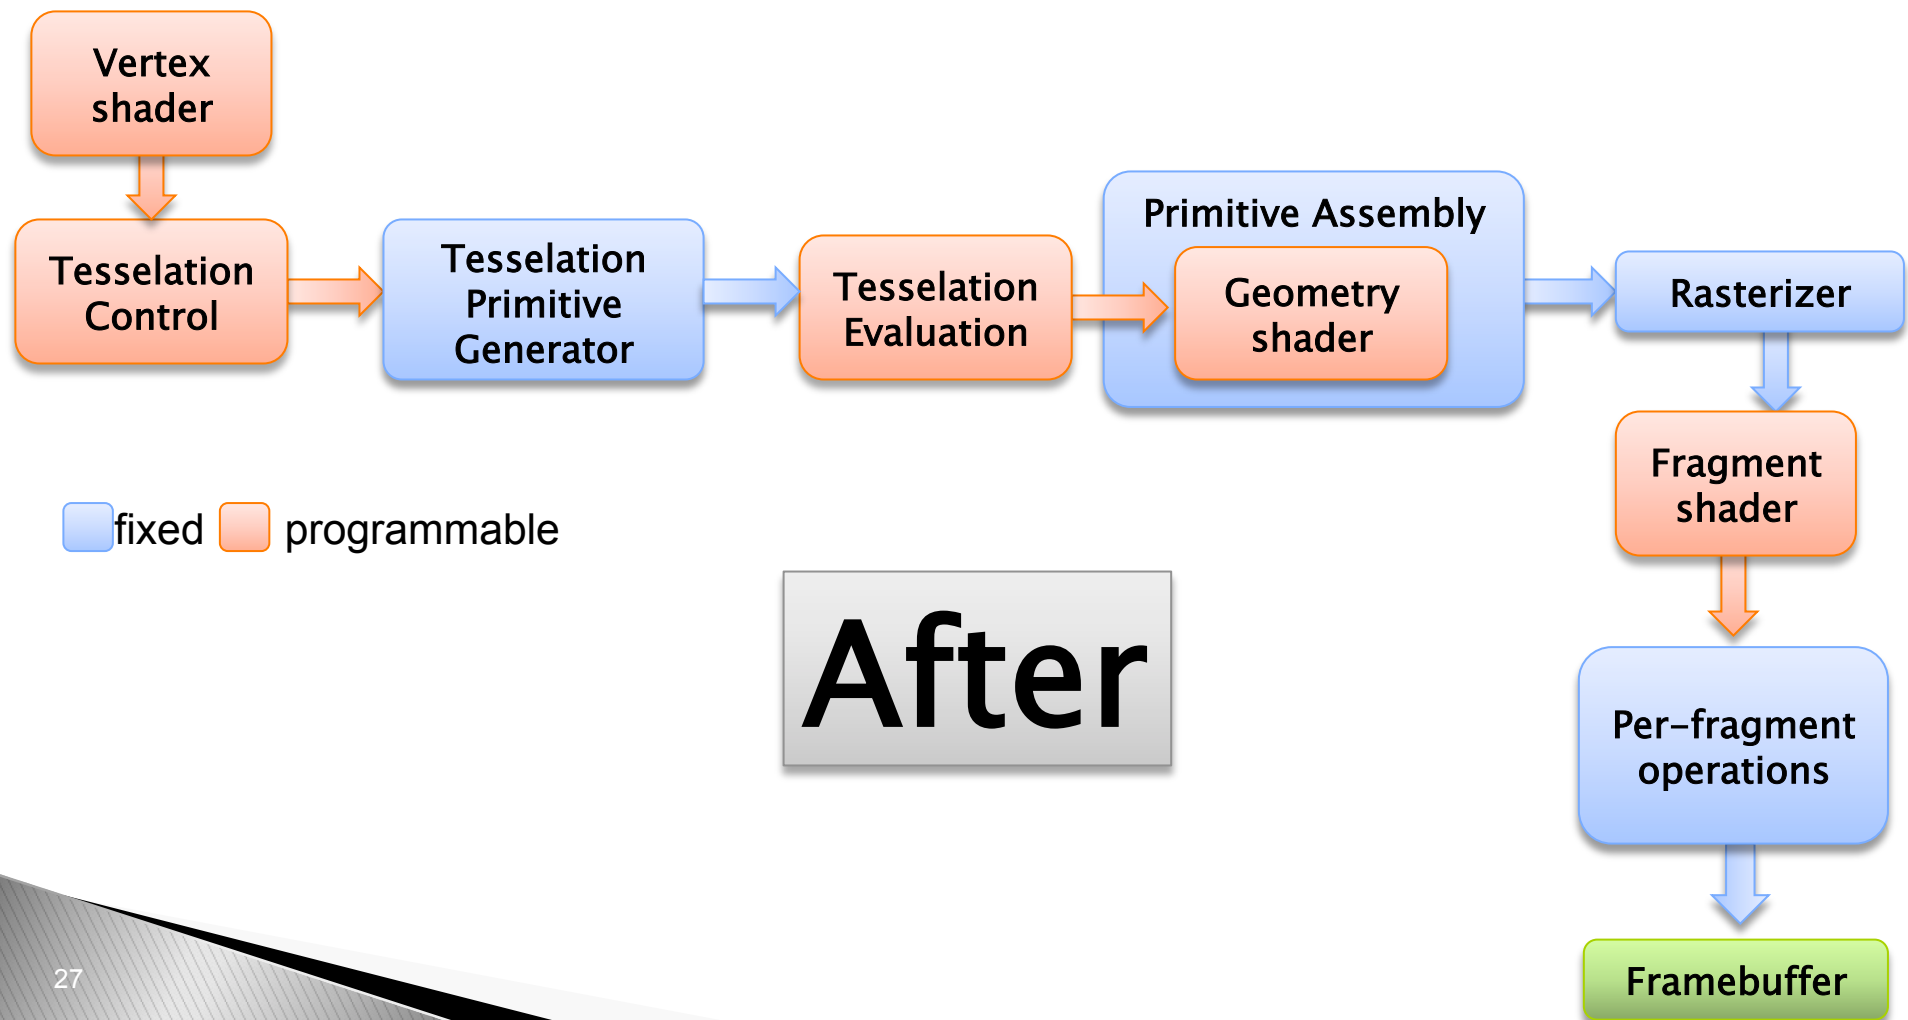 Vertex
shader
Tesselation
Control
Tesselation
Primitive
Generator
Tesselation
Evaluation
Primitive Assembly
Geometry
shader
Rasterizer
Fragment
shader
fixed
programmable
After
Per-fragment
operations
Framebuffer
27